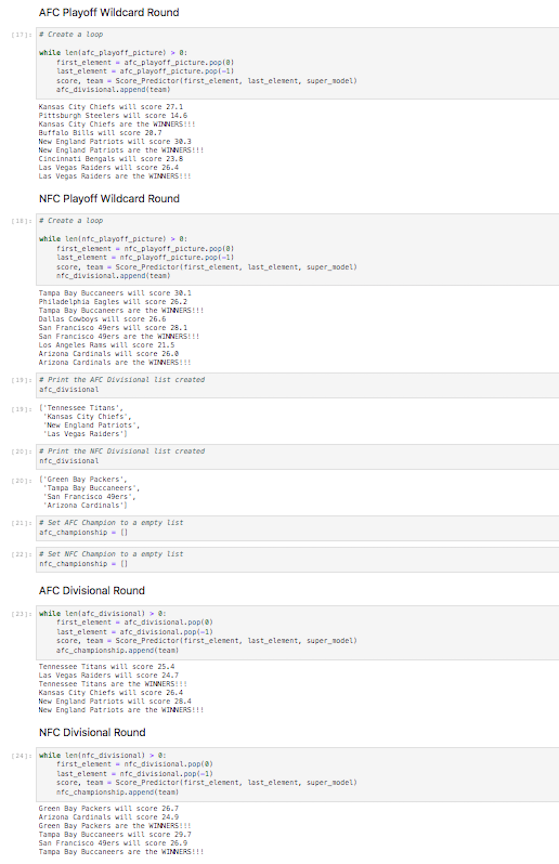 AFC Playoff Wildcard Round
[17]: # Create a loop
while len(afc_playoff_picture) > 0:
first_element = afc_playoff_picture.pop(0)
last_element = afc_playoff_picture.pop(-1)
score, team = Score_Predictor(first_element, last_element, super_model)
afc_divisional.append(team)
Kansas City Chiefs will score 27.1
Pittsburgh Steelers will score 14.6
Kansas City Chiefs are the WINNERS!!!
Buffalo Bills will score 20.7
New England Patriots will score 30.3
New England Patriots are the WINNERS!!!
Cincinnati Bengals will score 23.8
Las Vegas Raiders will score 26.4
Las Vegas Raiders are the WINNERS!!!
NFC Playoff Wildcard Round
[18]: # Create a loop
while len(nfc_playoff_picture) > 0:
first_element = nfc_playoff_picture.pop(0)
last_element = nfc_playoff_picture.pop(-1)
score, team = Score_Predictor(first_element, last_element, super_model)
nfc_divisional.append(team)
Tampa Bay Buccaneers will score 30.1
Philadelphia Eagles will score 26.2
Tampa Bay Buccaneers are the WINNERS!!!
Dallas Cowboys will score 26.6
San Francisco 49ers will score 28.1
San Francisco 49ers are the WINNERS!!!
Los Angeles Rams will score 21.5
Arizona Cardinals will score 26.0
Arizona Cardinals are the WINNERS!!!
[19]: # Print the AFC Divisional list created
afc_divisional
[19]: ['Tennessee Titans',
'Kansas City Chiefs',
'New England Patriots',
'Las Vegas Raiders']
[20]: # Print the NFC Divisional list created
nfc_divisional
[20]: ['Green Bay Packers',
'Tampa Bay Buccaneers',
'San Francisco 49ers',
'Arizona Cardinals']
[21]: # Set AFC Champion to a empty list
afc_championship = []
[22]: # Set NFC Champion to a empty list
nfc_championship = []
AFC Divisional Round
[23]: while len(afc_divisional) > 0:
first_element = afc_divisional.pop(0)
last_element = afc_divisional.pop(-1)
score, team = Score_Predictor(first_element, last_element, super_model)
afc_championship.append(team)
Tennessee Titans will score 25.4
Las Vegas Raiders will score 24.7
Tennessee Titans are the WINNERS!!!
Kansas City Chiefs will score 26.4
New England Patriots will score 28.4
New England Patriots are the WINNERS!!!
NFC Divisional Round
[24]: while len(nfc_divisional) > 0:
first_element = nfc_divisional.pop(0)
last_element = nfc_divisional.pop(-1)
score, team = Score_Predictor(first_element, last_element, super_model)
nfc_championship.append(team)
Green Bay Packers will score 26.7
Arizona Cardinals will score 24.9
Green Bay Packers are the WINNERS!!!
Tampa Bay Buccaneers will score 29.7
San Francisco 49ers will score 26.9
Tampa Bay Buccaneers are the WINNERS!!!